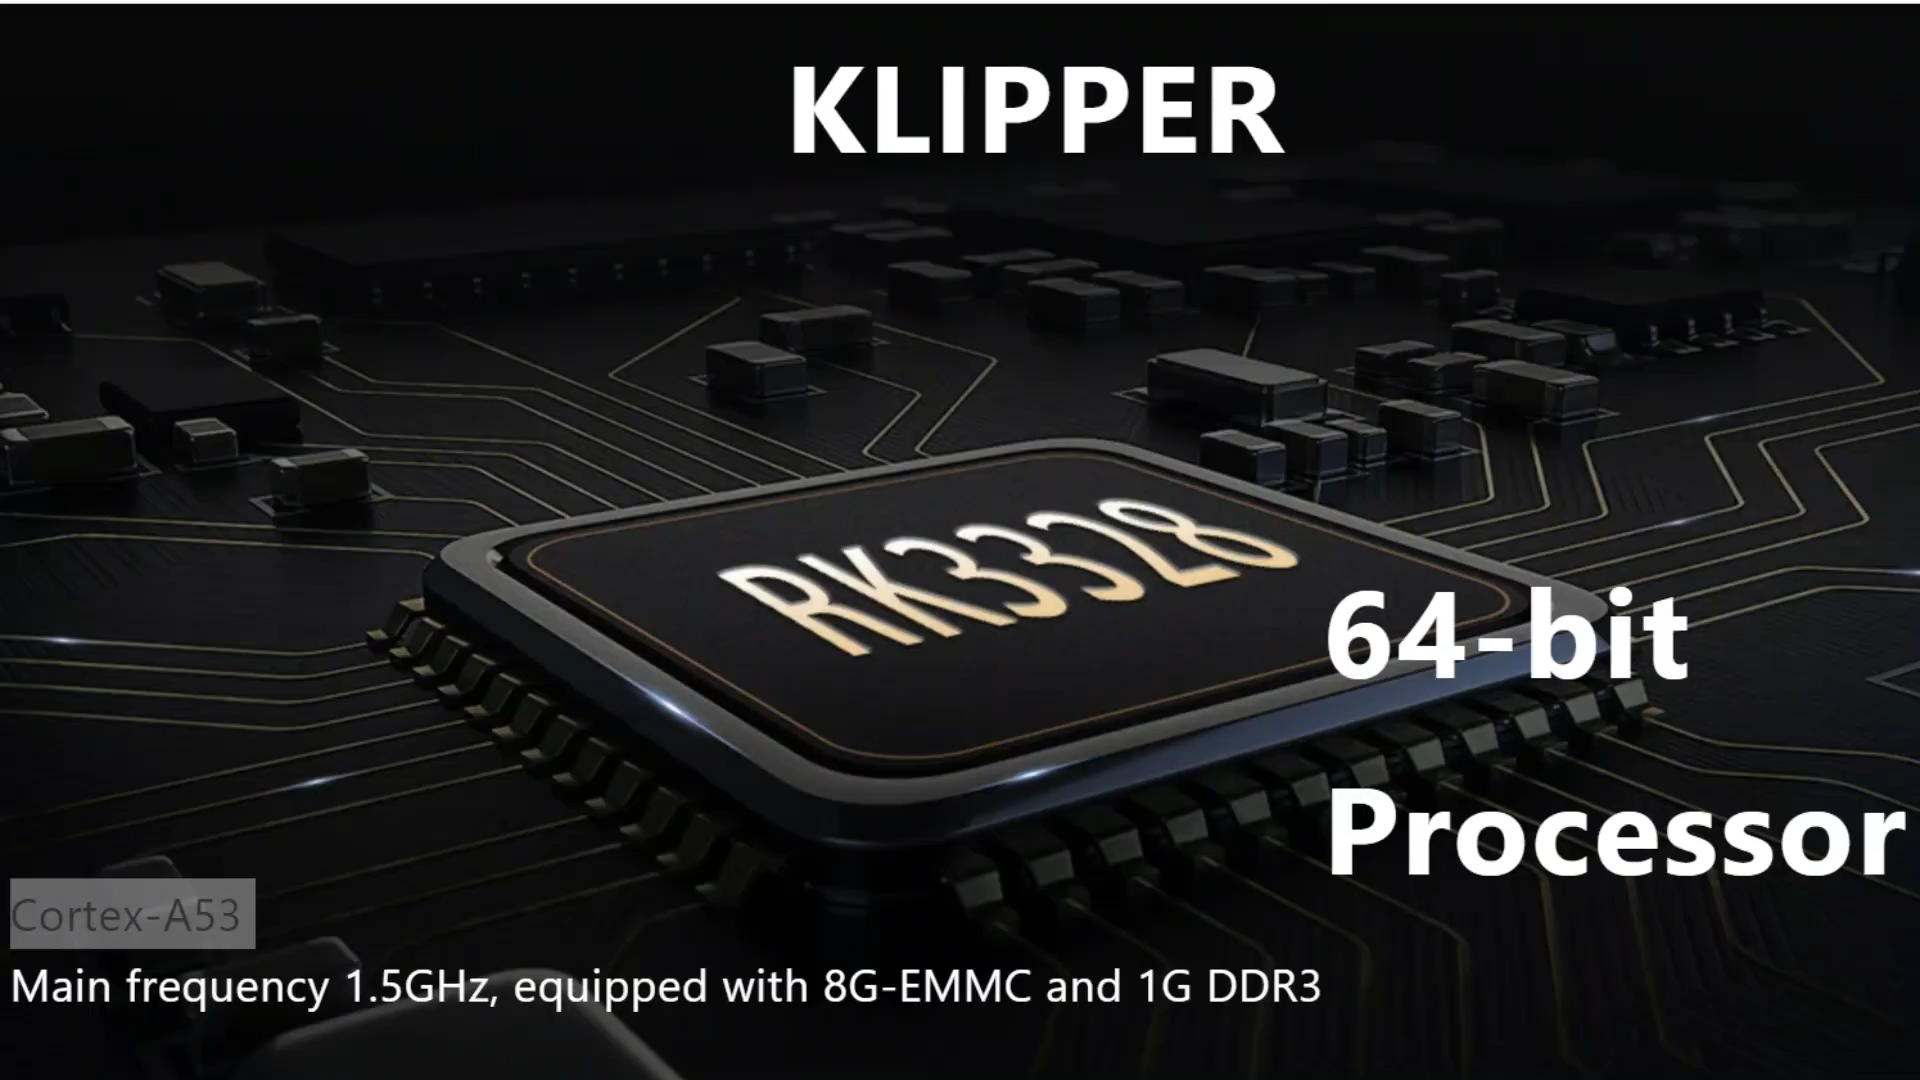 KLIPPER
RK3328
64-bit
Processor
Cortex-A53
Main frequency 1.5GHz, equipped with 8G-EMMC and 1G DDR3